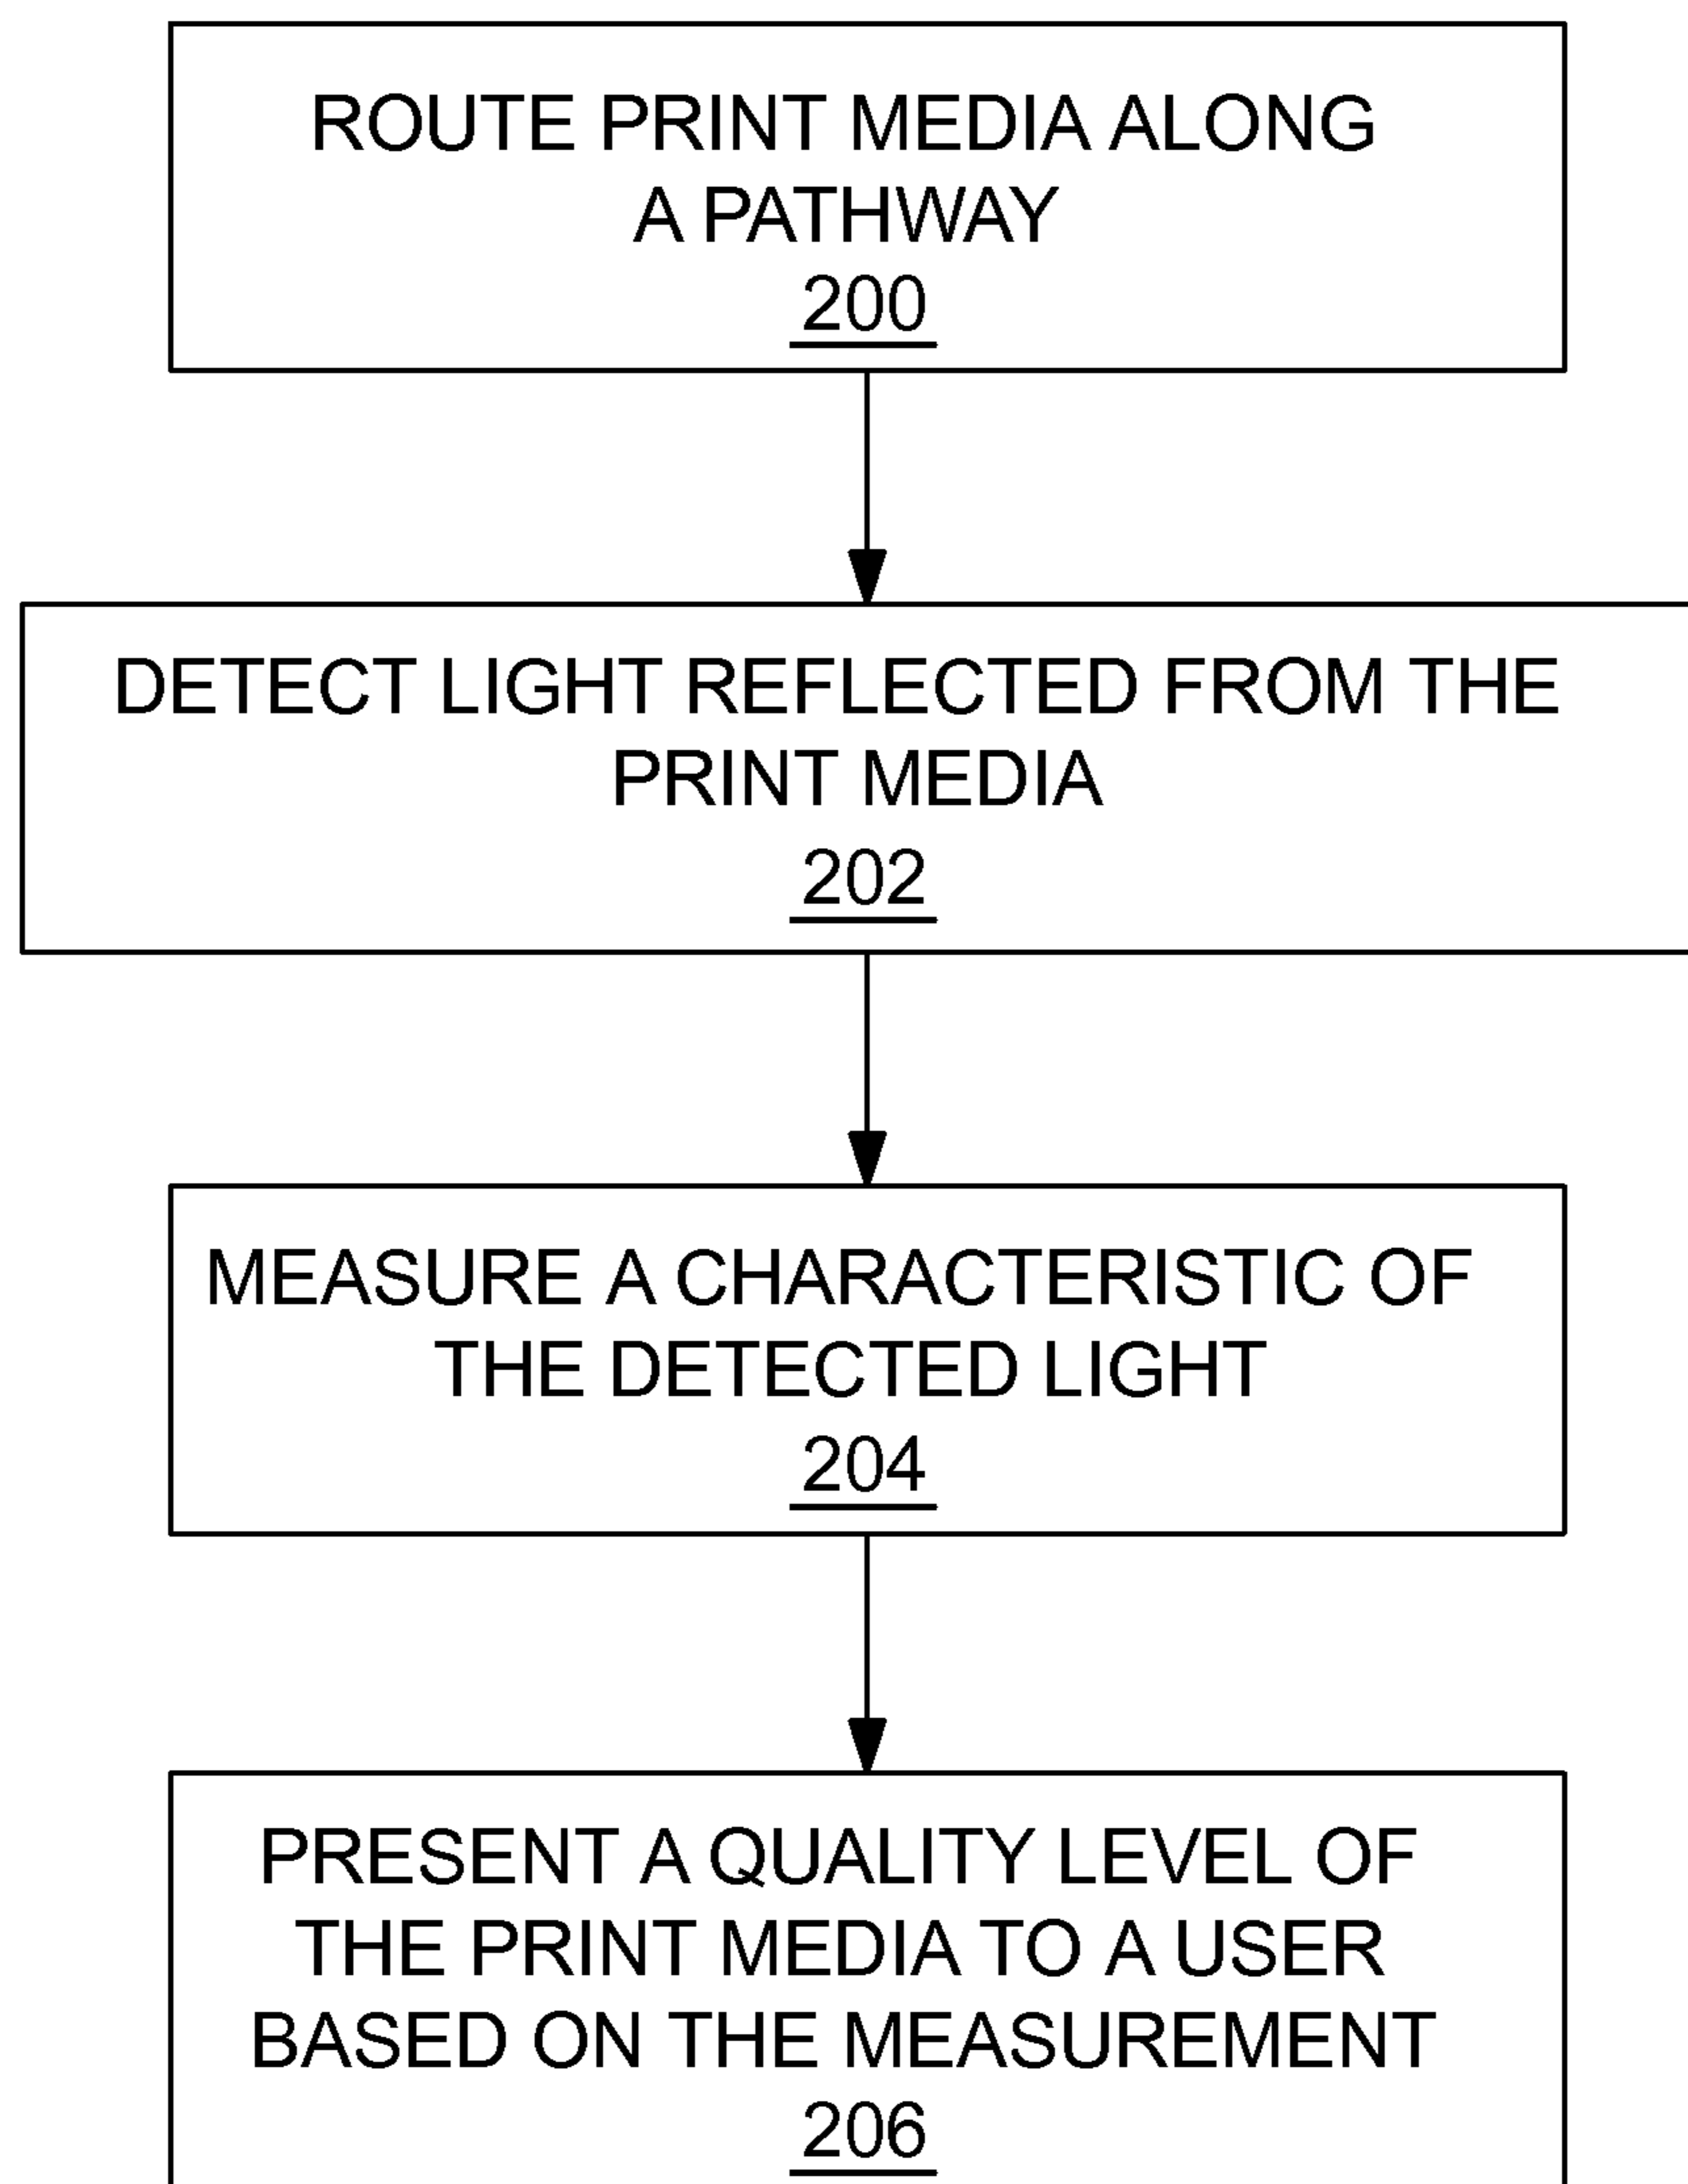 ROUTE PRINT MEDIA ALONG
A PATHWAY
200
DETECT LIGHT REFLECTED FROM THE
PRINT MEDIA
202
MEASURE A CHARACTERISTIC OF
THE DETECTED LIGHT
204
PRESENT A QUALITY LEVEL OF
THE PRINT MEDIA TO A USER
BASED ON THE MEASUREMENT
206